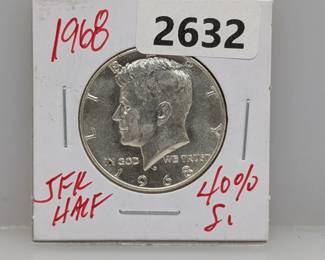 1968
2632
LIBERTY
IN GOD WE TRUST
1968
JFK
HALF
40%
Si